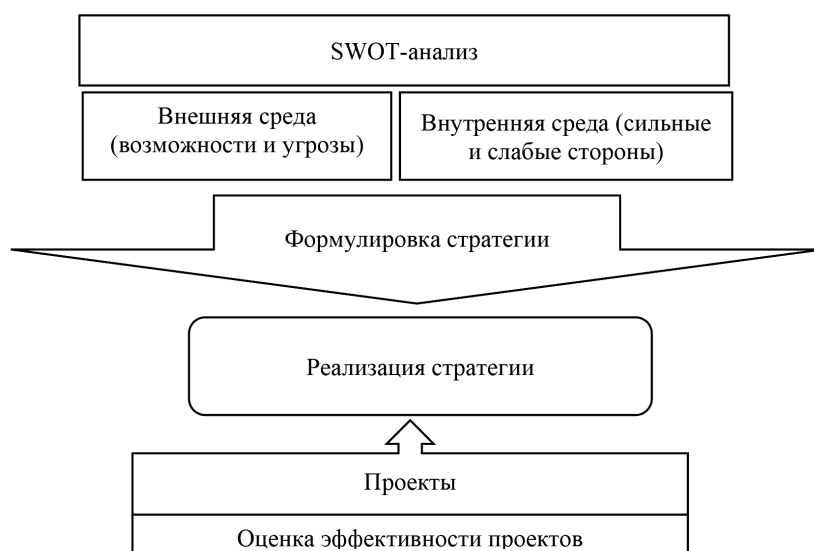 SWOT-анализ
Внешняя среда
(возможности и угрозы)
Внутренняя среда (сильные
и слабые стороны)
Формулировка стратегии
Реализация стратегии
Проекты
Оценка эффективности проектов